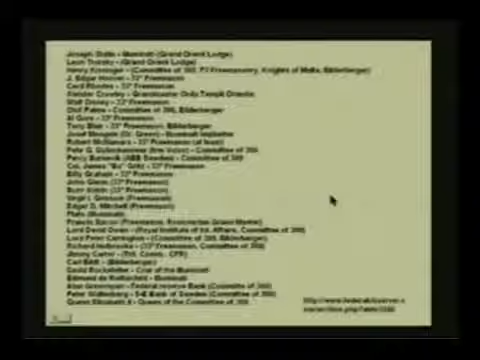 Joseph Stalin - Illuminati (Grand Orient Lodge)
Leon Trotsky - (Grand Orient Lodge)
Henry Kissinger - (Committee of 300, P2 Freemasonry, Knights of Malta, Bilderberger)
J. Edgar Hoover - 33° Freemason
Cecil Rhodes - 33° Freemason
Aleister Crowley - Grandmaster Ordo Templi Orientis
Walt Disney - 33° Freemason
Olof Palme - Committee of 300, Bilderberger
Al Gore - 33° Freemason
Tony Blair - 33° Freemason, Bilderberger
Josef Mengele (Dr. Green) - Illuminati
Robert McNamara - 33° Freemason (at least)
Peter G. - Committee of 300
Percy Barnevik (ABB Sweden) - Committee of 300
Col. James "Bo" Gritz - 33° Freemason
Billy Graham - 33° Freemason
John Glenn (33° Freemason)
Buzz Aldrin (33° Freemason)
Virgil I. Grissom (Freemason)
Edgar D. Mitchell (Freemason)
Plato (Illuminati)
Francis Bacon (Freemason, Rosicrucian Grand Master)
Lord David Owen - (Royal Institute of Int. Affairs, Committee of 300)
Lord Peter Carrington - (Committee of 300, Bilderberger)
Richard Holbrooke - (33° Freemason, Committee of 300)
Jimmy Carter - (Tril. Comm., CFR)
Carl Bildt - (Bilderberger)
David Rockefeller - Czar of the Illuminati
Edmund de Rothschild - Illuminati
Alan Greenspan - Federal Reserve Bank (Committee of 300)
Peter Wallenberg - S-E Bank of Sweden (Committee of 300)
Queen Elizabeth II - Queen of the Committee of 300